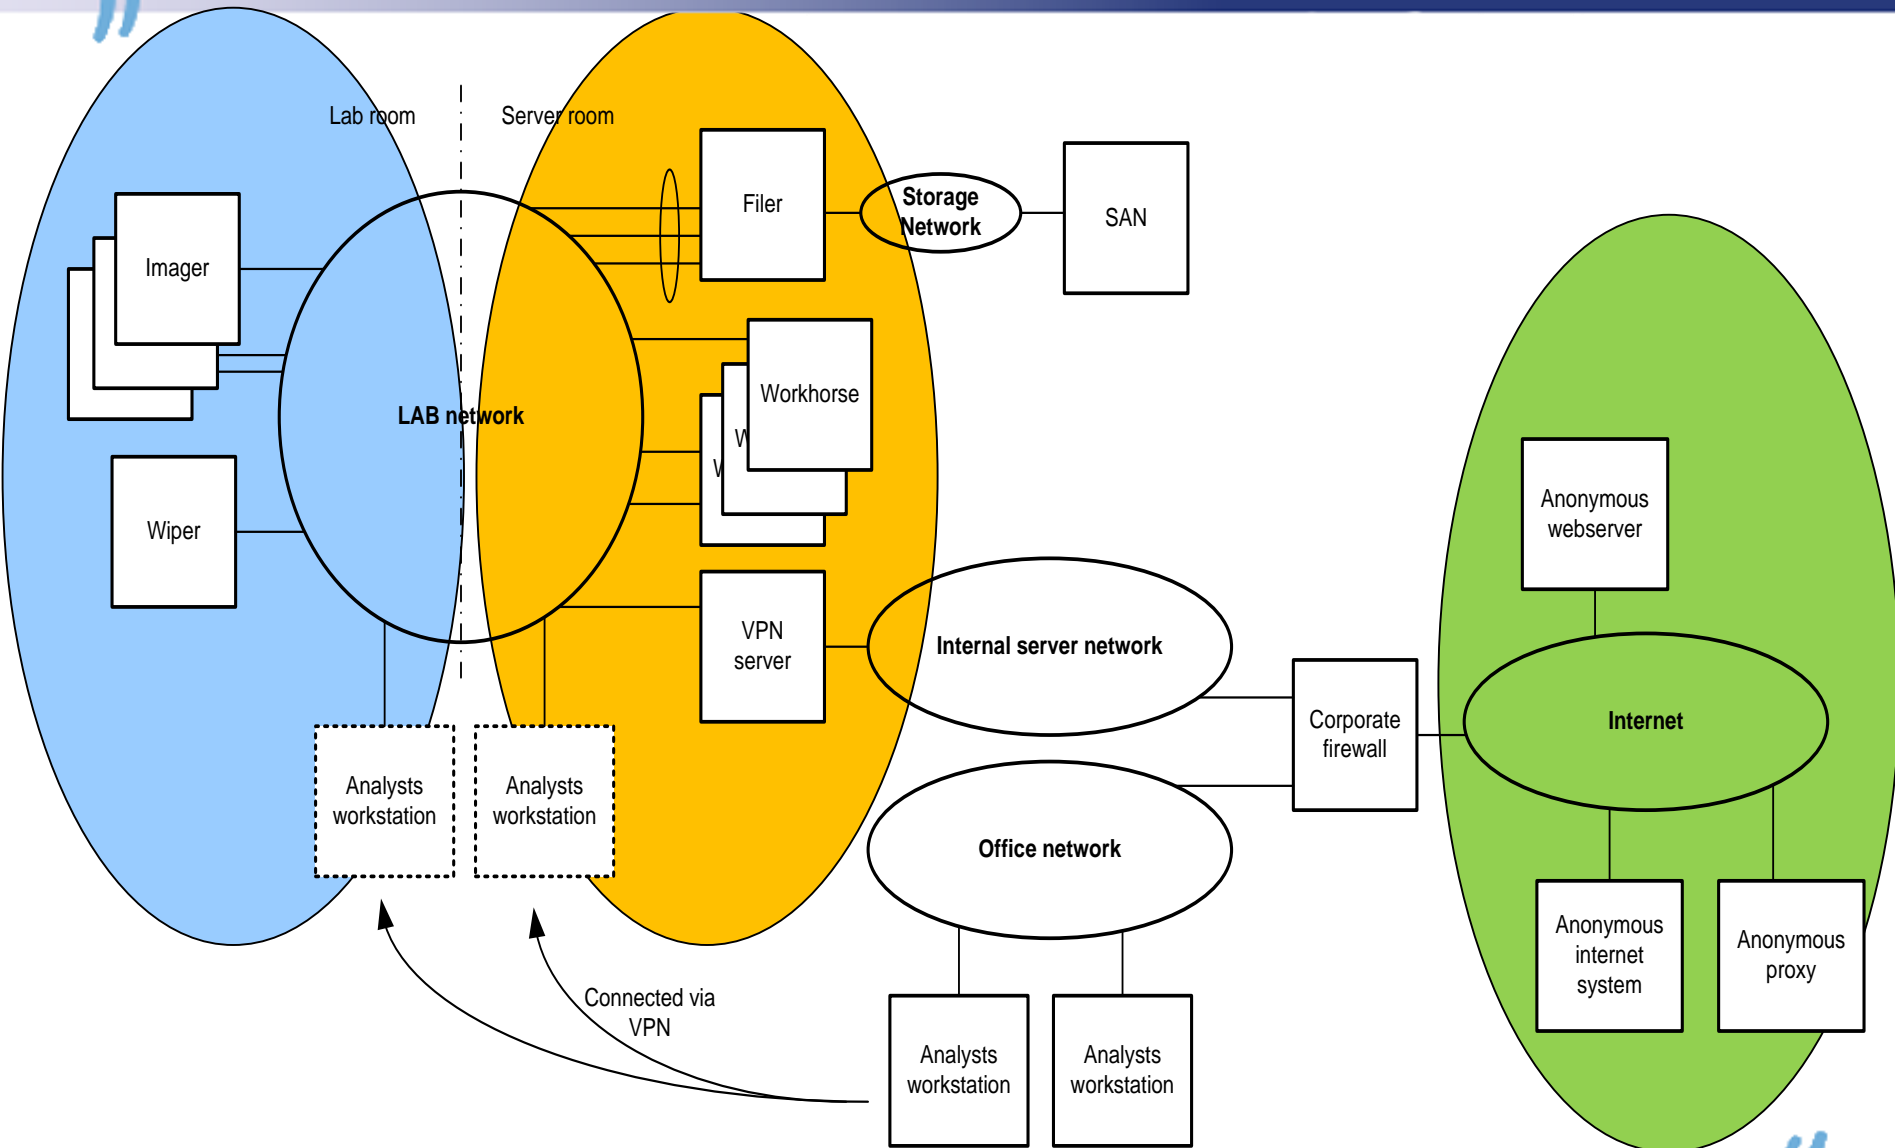 Lab room
Server room
Filer
Storage
Network
SAN
Imager
Workhorse
W
W
LAB network
Wiper
Anonymous
webserver
VPN
server
Internal server network
Corporate
firewall
Internet
Analysts
workstation
Analysts
workstation
Office network
Anonymous
internet
system
Anonymous
proxy
Connected via
VPN
Analysts
workstation
Analysts
workstation